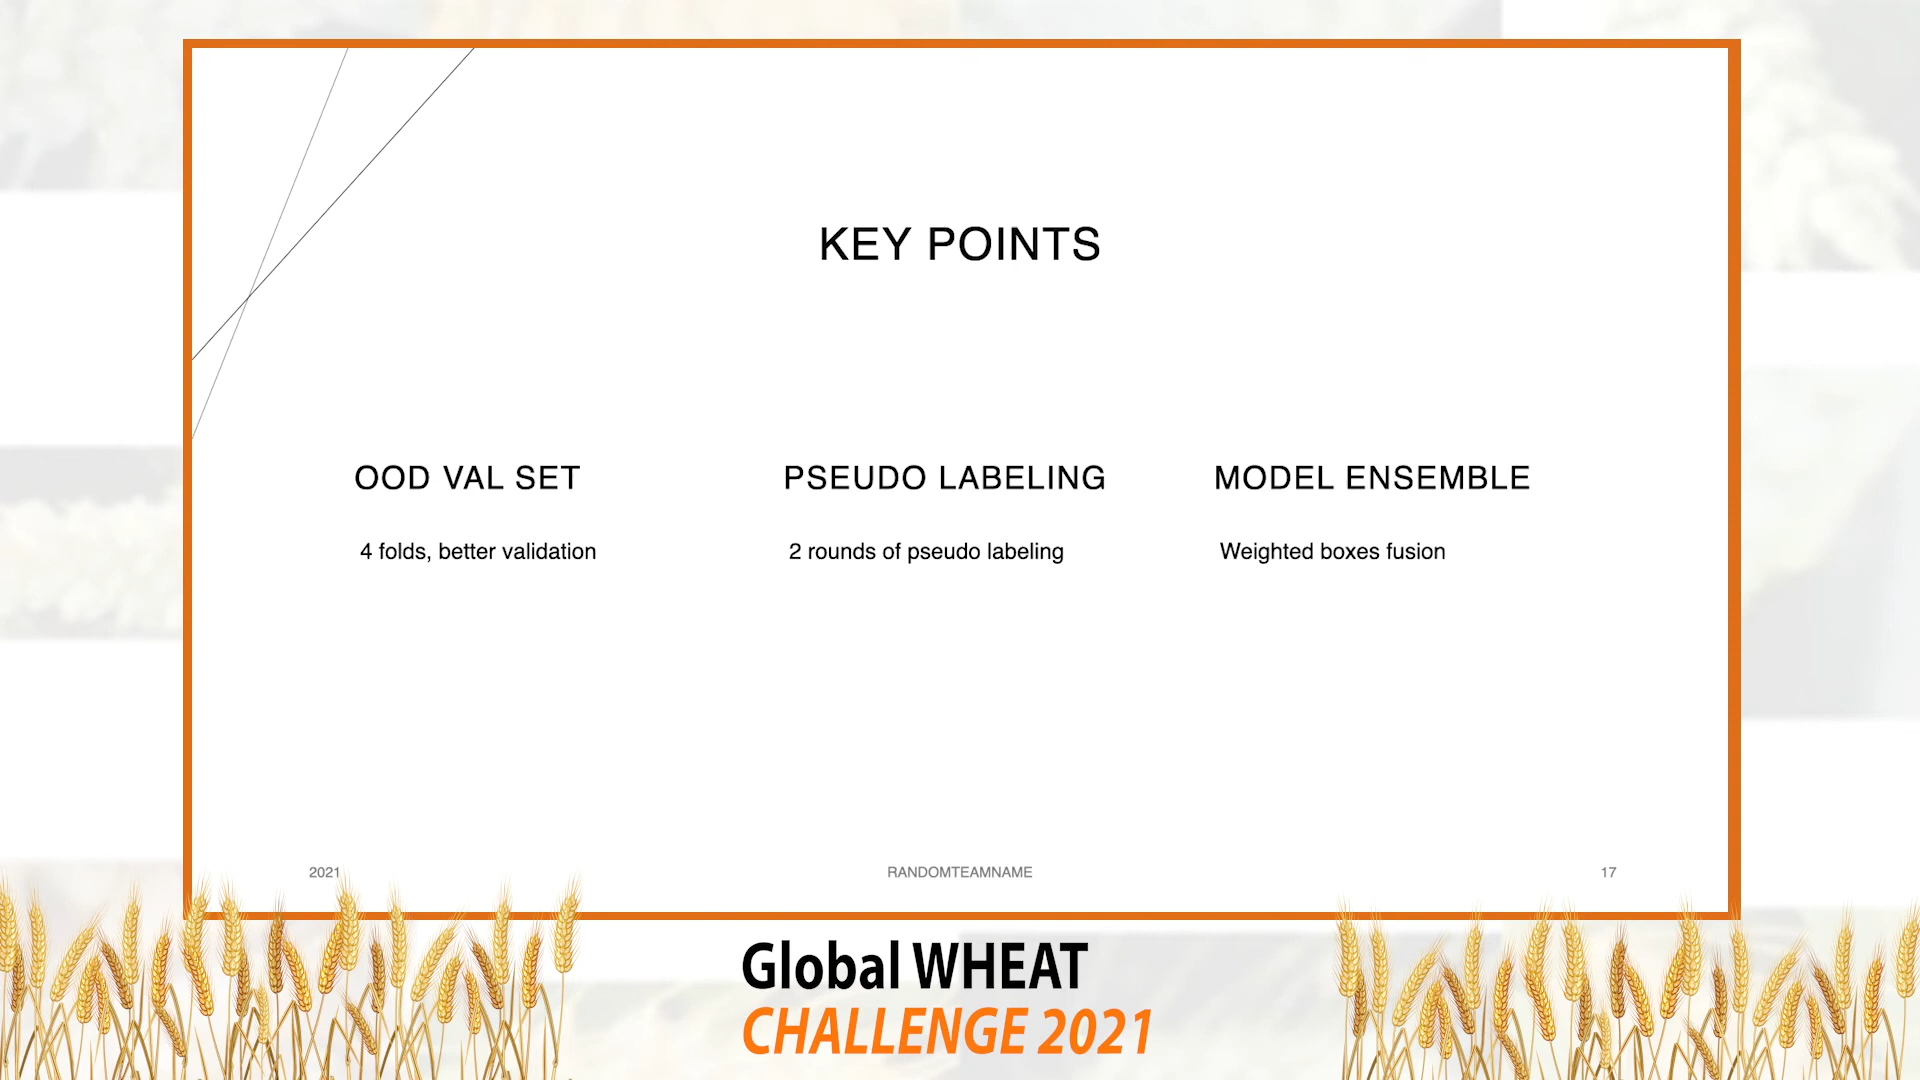 KEY POINTS
OOD VAL SET
4 folds, better validation
PSEUDO LABELING
2 rounds of pseudo labeling
MODEL ENSEMBLE
Weighted boxes fusion
2021
RANDOMTEAMNAME
17
Global WHEAT
CHALLENGE 2021